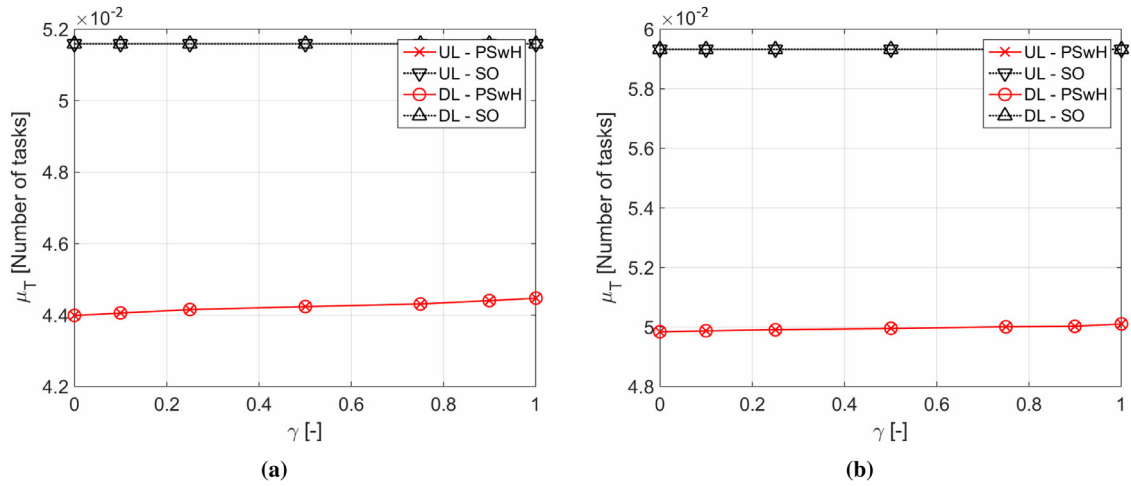 ×10⁻²
5.2
5
4.8
4.6
4.4
4.2
μ_T [Number of tasks]
0 0.2 0.4 0.6 0.8 1
γ [-]
UL - PSwH
UL - SO
DL - PSwH
DL - SO
(a)
×10⁻²
6
5.8
5.6
5.4
5.2
5
4.8
μ_T [Number of tasks]
0 0.2 0.4 0.6 0.8 1
γ [-]
UL - PSwH
UL - SO
DL - PSwH
DL - SO
(b)